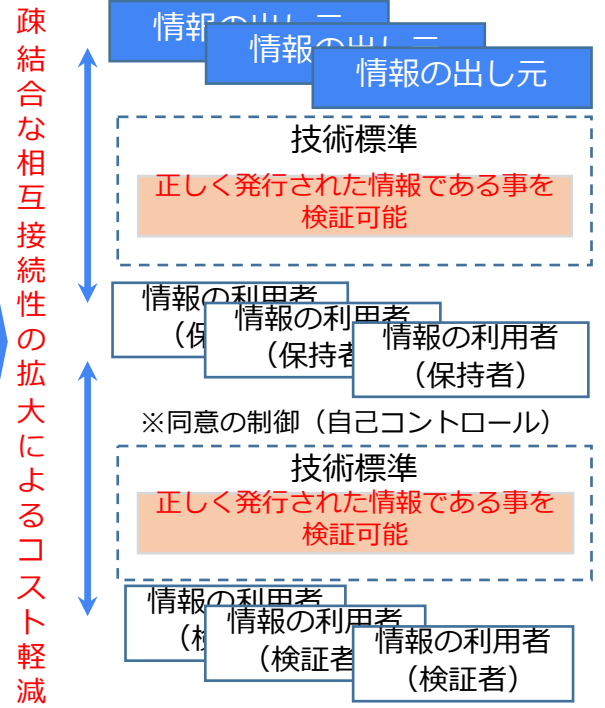 疎結合な相互接続性の拡大によるコスト軽減
情報の出し元
情報の出し元
情報の出し元
技術標準
正しく発行された情報である事を
検証可能
情報の利用者
（保
情報の利用者
（保持者
情報の利用者
（保持者）
※同意の制御（自己コントロール）
技術標準
正しく発行された情報である事を
検証可能
情報の利用者
（検
情報の利用者
（検証者
情報の利用者
（検証者）